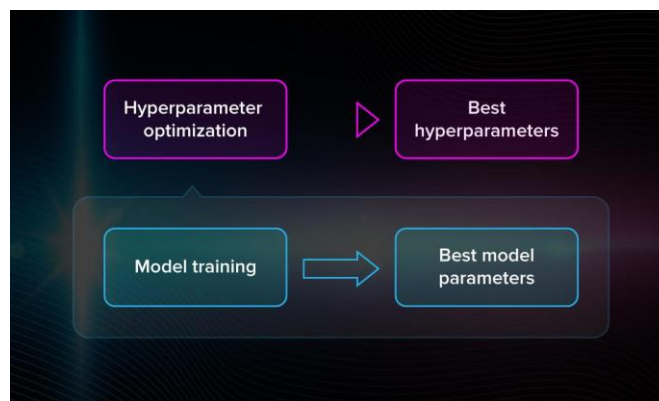 Hyperparameter
optimization
Best
hyperparameters
Model training
Best model
parameters